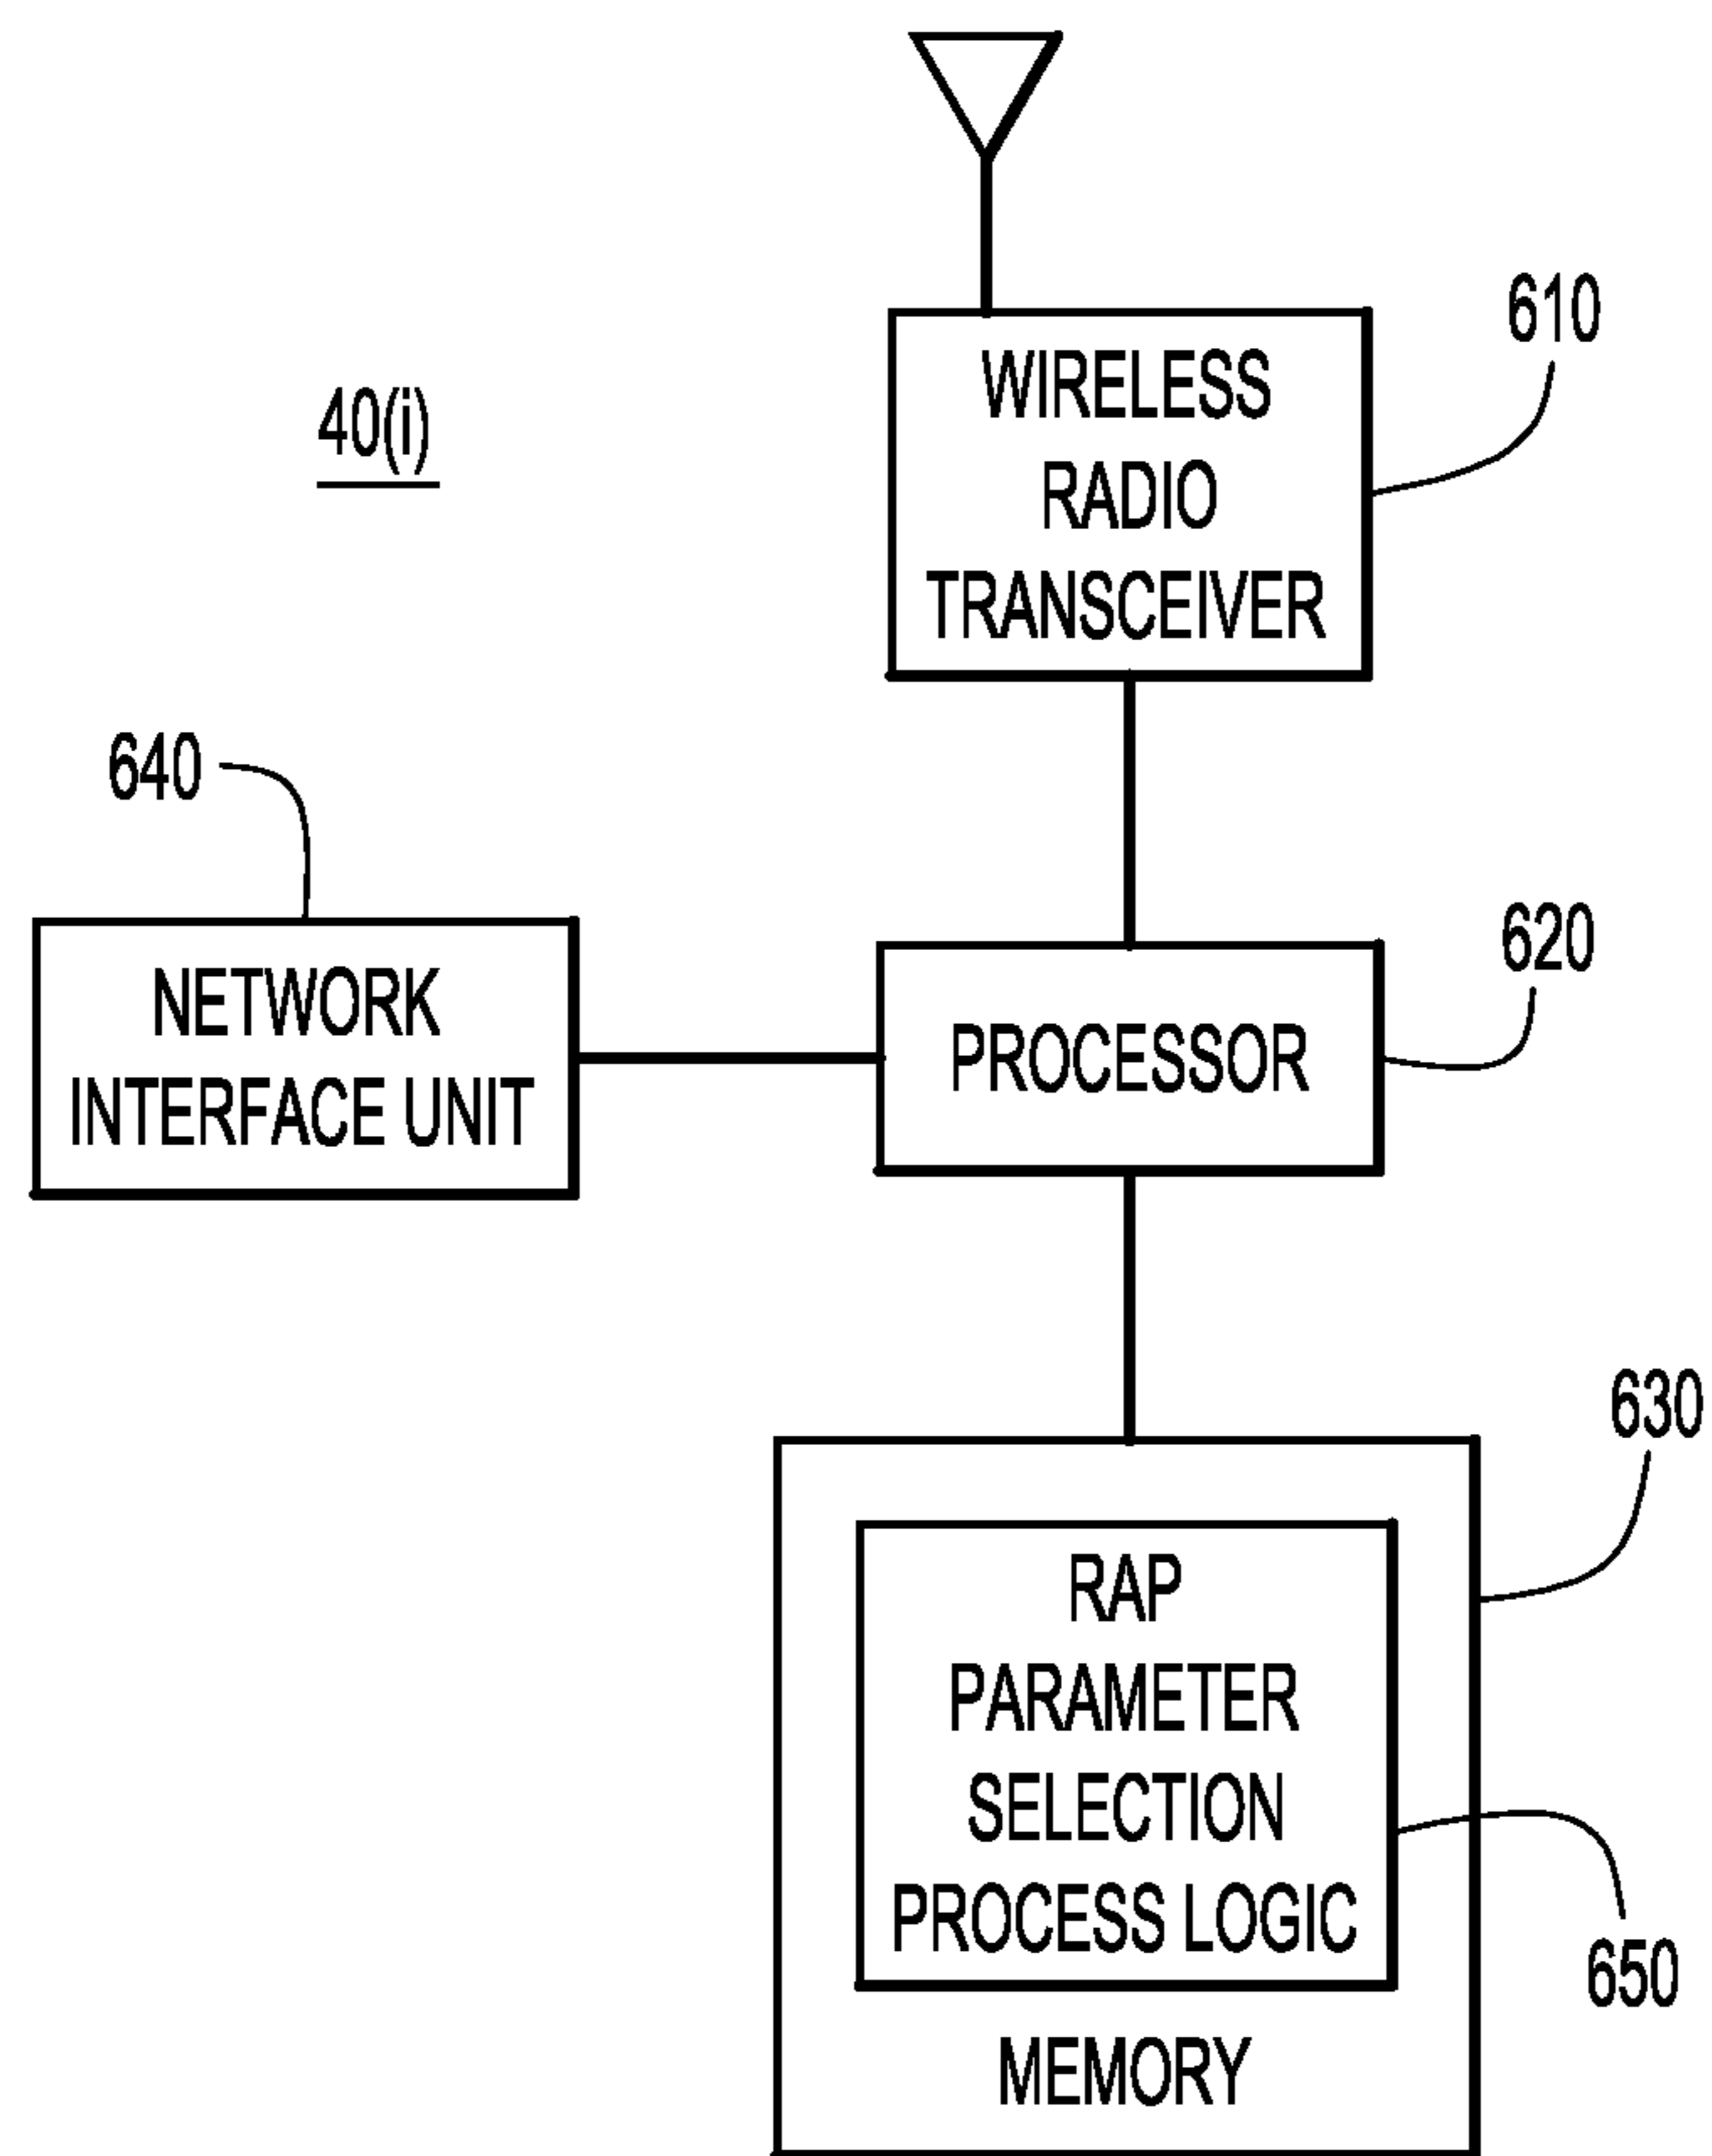 610
WIRELESS
RADIO
TRANSCEIVER
40(i)
640
620
NETWORK
INTERFACE UNIT
PROCESSOR
630
RAP
PARAMETER
SELECTION
PROCESS LOGIC
650
MEMORY